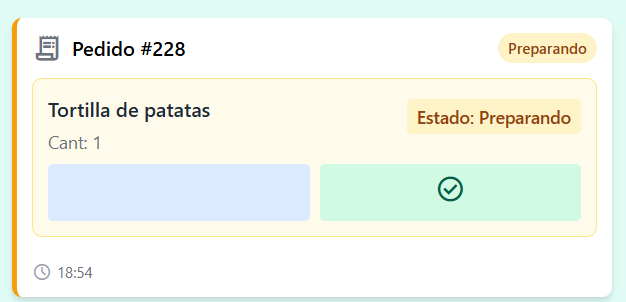 Pedido #228
Preparando
Tortilla de patatas
Estado: Preparando
Cant: 1
18:54